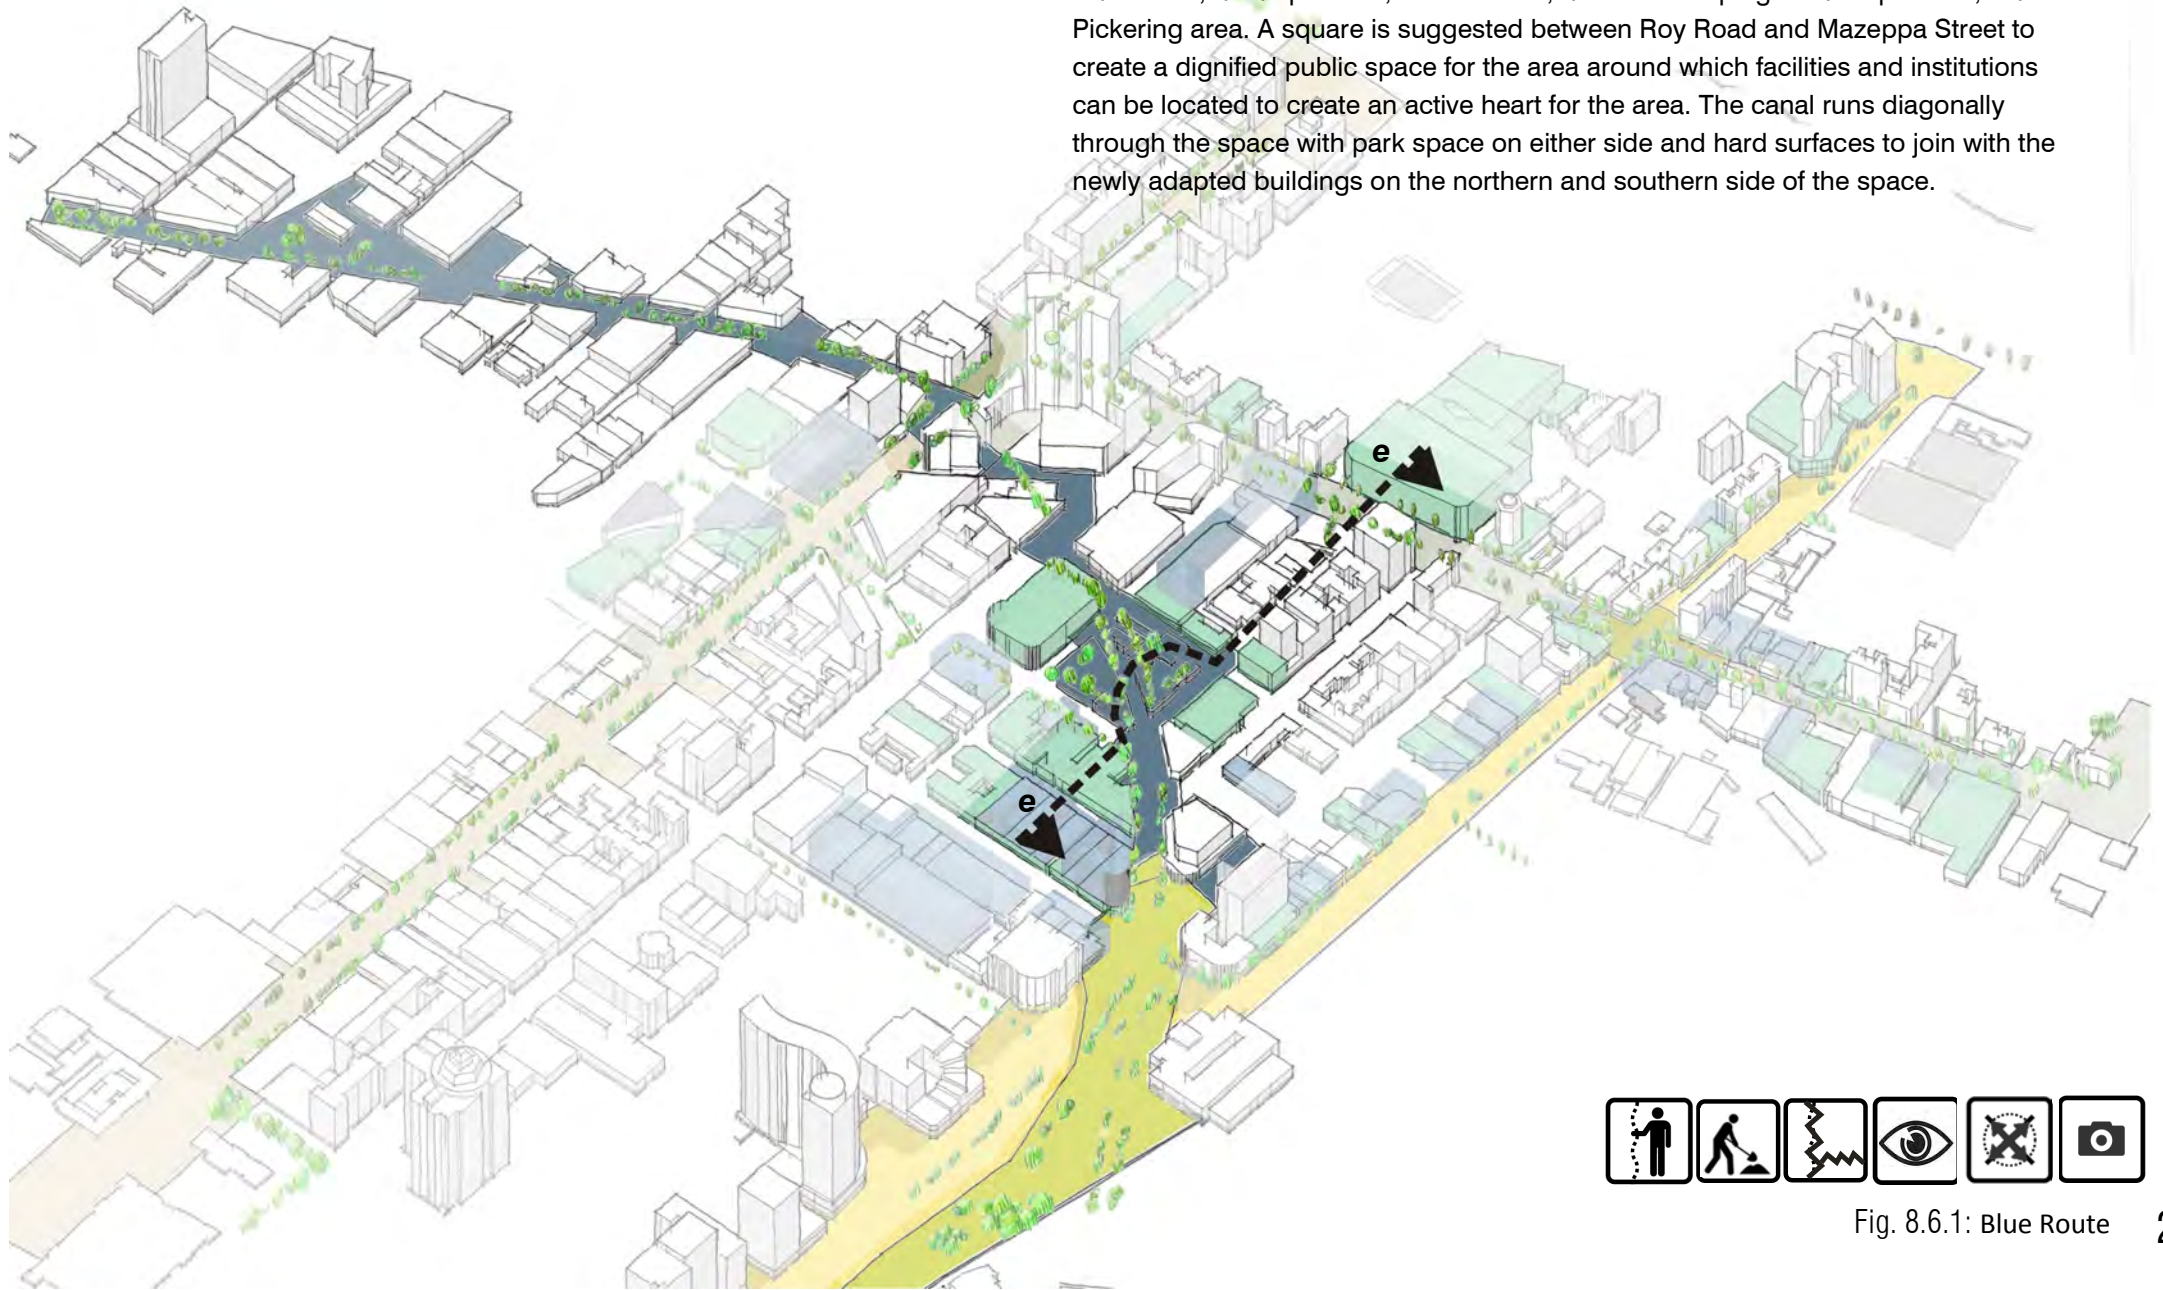 Pickering area. A square is suggested between Roy Road and Mazeppa Street to
create a dignified public space for the area around which facilities and institutions
can be located to create an active heart for the area. The canal runs diagonally
through the space with park space on either side and hard surfaces to join with the
newly adapted buildings on the northern and southern side of the space.
e
e
Fig. 8.6.1: Blue Route